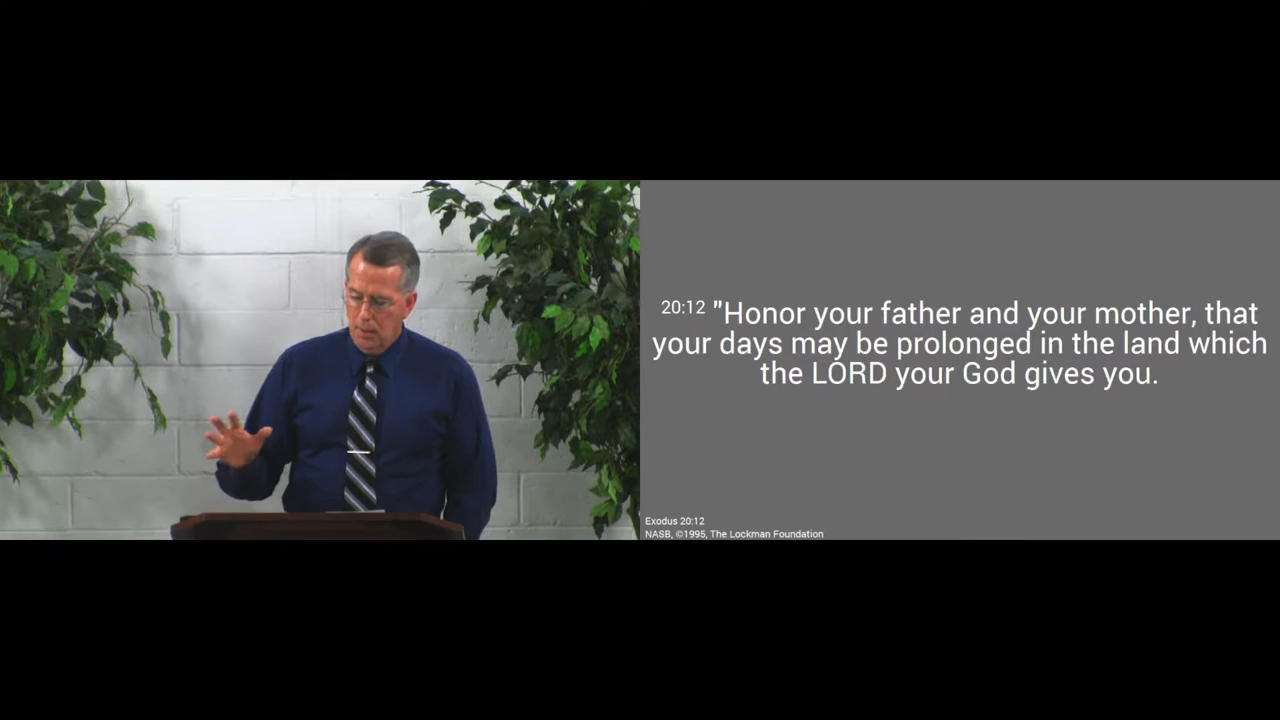 20:12 "Honor your father and your mother, that
your days may be prolonged in the land which
the LORD your God gives you.
Exodus 20:12
NASB, ©1995, The Lockman Foundation